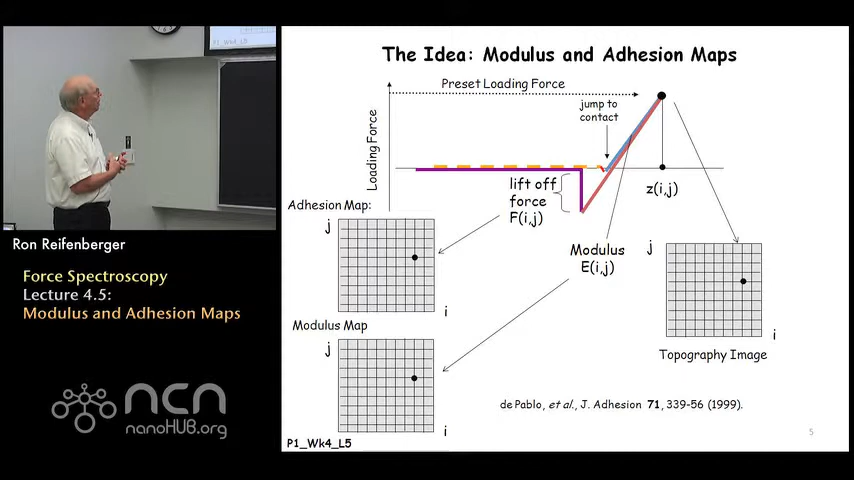 P1_Wk4_L5
The Idea: Modulus and Adhesion Maps
Preset Loading Force
jump to
contact
Loading Force
lift off
force
F(i,j)
z(i,j)
Adhesion Map:
j
i
Modulus
E(i,j)
j
i
Topography Image
Modulus Map
j
i
de Pablo, et al., J. Adhesion 71, 339-56 (1999).
P1_Wk4_L5
5
Ron Reifenberger
Force Spectroscopy
Lecture 4.5:
Modulus and Adhesion Maps
ncn
nanoHUB.org